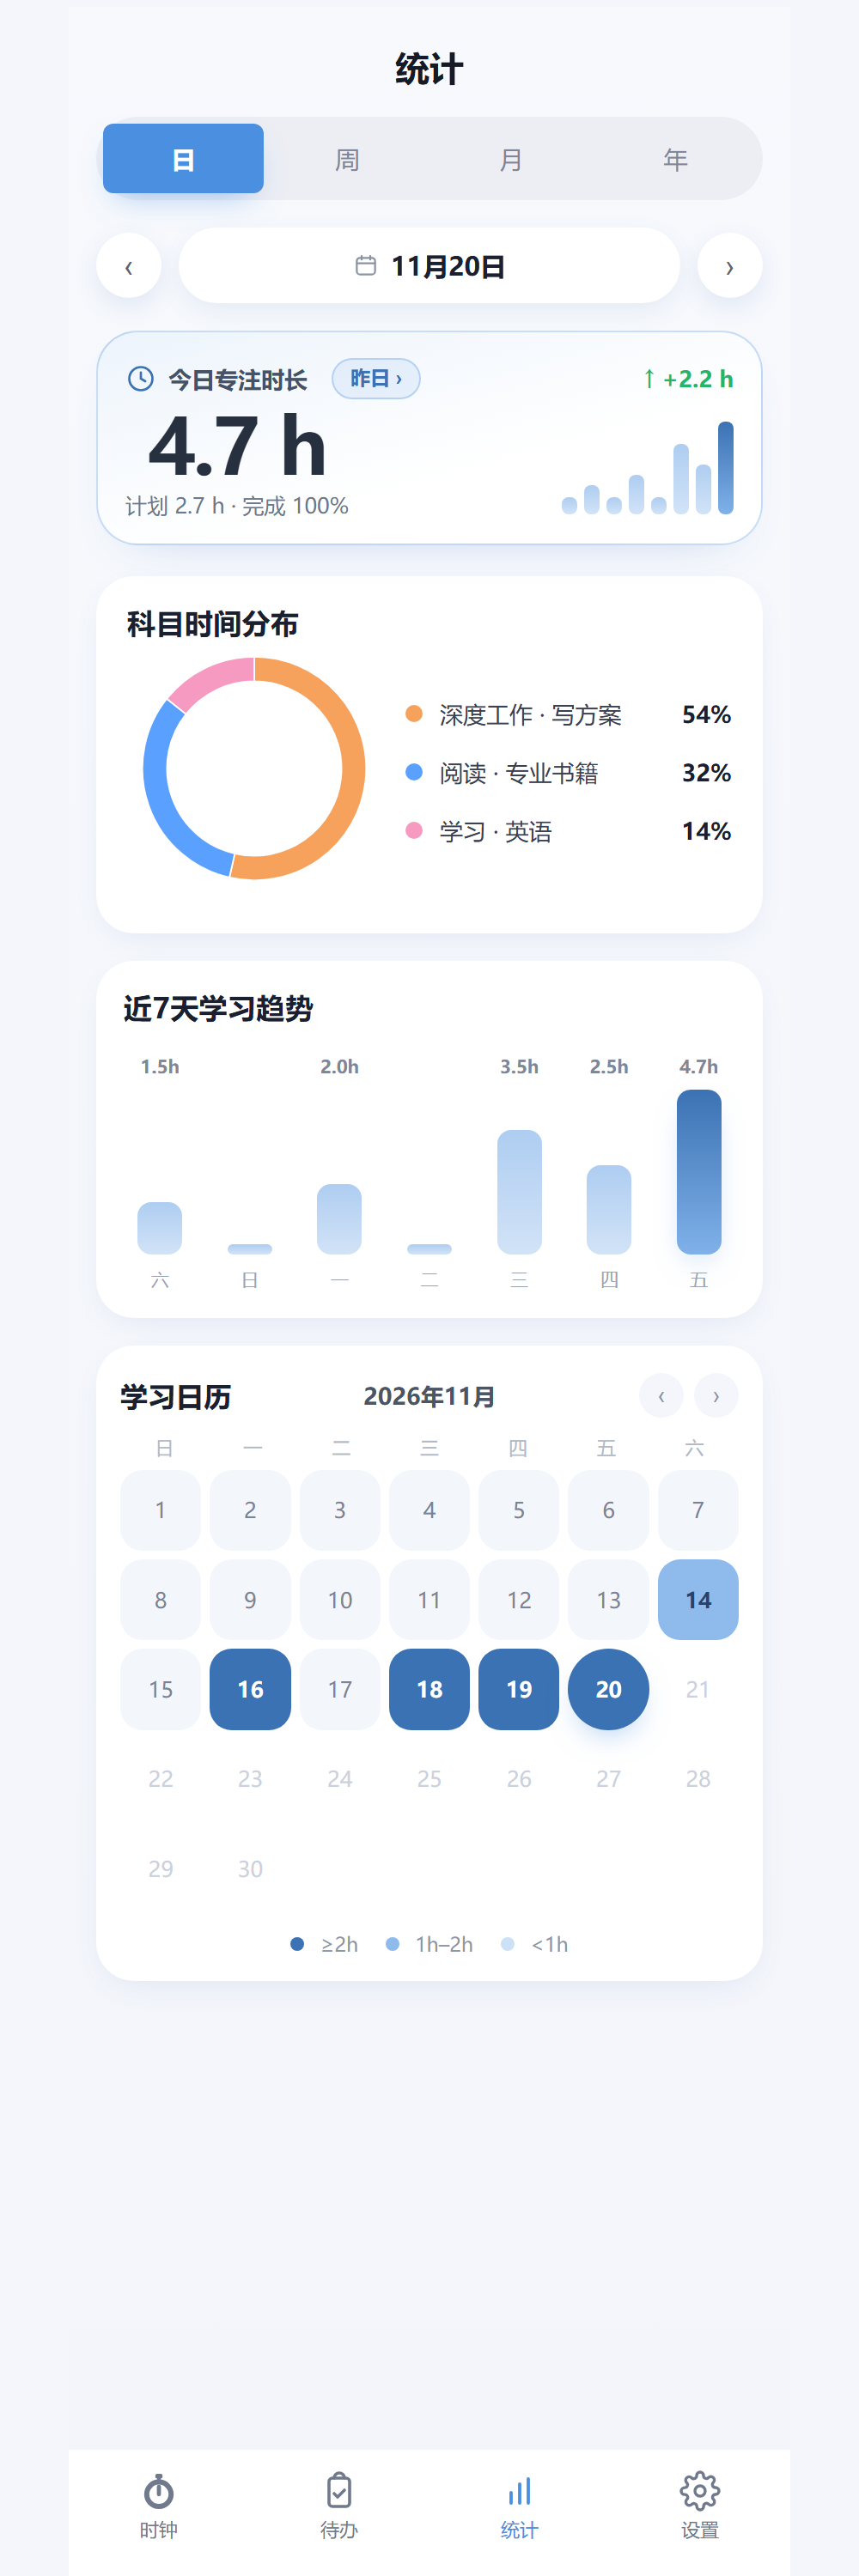 统计
日 周 月 年
‹ 11月20日 ›
今日专注时长 昨日 › ↑ +2.2 h
4.7 h
计划 2.7 h · 完成 100%
科目时间分布
深度工作 · 写方案 54%
阅读 · 专业书籍 32%
学习 · 英语 14%
近7天学习趋势
1.5h 2.0h 3.5h 2.5h 4.7h
六 日 一 二 三 四 五
学习日历 2026年11月 ‹ ›
日 一 二 三 四 五 六
1 2 3 4 5 6 7
8 9 10 11 12 13 14
15 16 17 18 19 20 21
22 23 24 25 26 27 28
29 30
≥2h 1h–2h <1h
时钟 待办 统计 设置